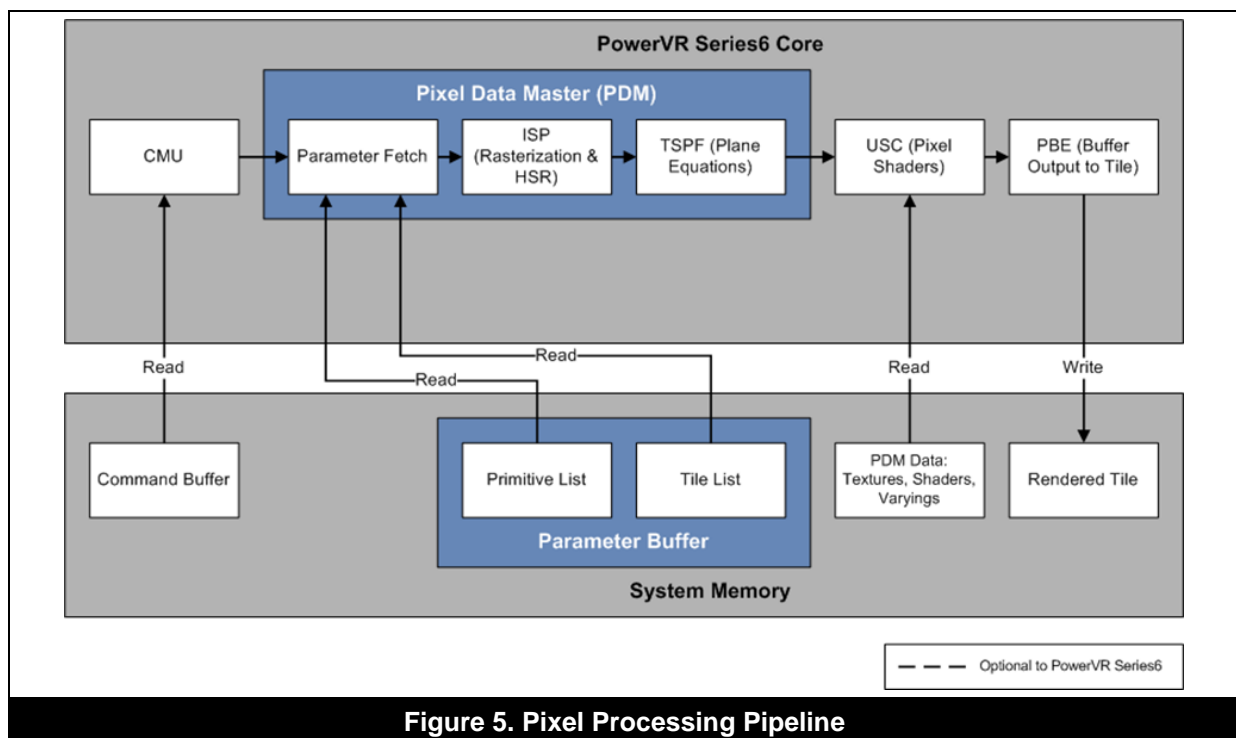 PowerVR Series6 Core
Pixel Data Master (PDM)
CMU
Parameter Fetch
ISP
(Rasterization &
HSR)
TSPF (Plane
Equations)
USC (Pixel
Shaders)
PBE (Buffer
Output to Tile)
Read
Read
Read
Read
Write
Command Buffer
Primitive List
Tile List
Parameter Buffer
PDM Data:
Textures, Shaders,
Varyings
Rendered Tile
System Memory
Optional to PowerVR Series6
Figure 5. Pixel Processing Pipeline